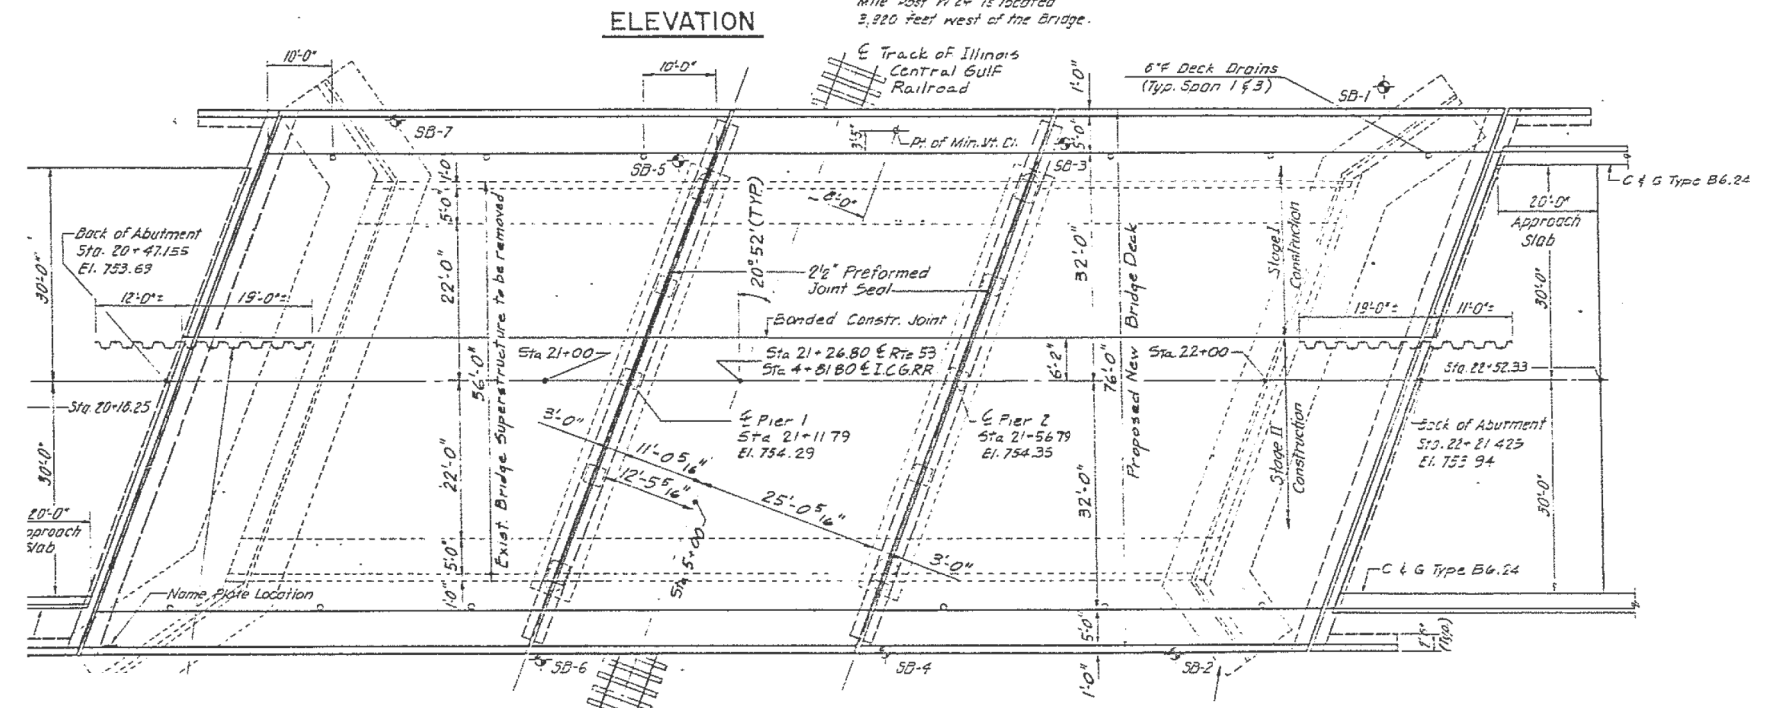 ELEVATION
3,920 feet west of the Bridge.
10'-0"
10'-0"
℄ Track of Illinois
Central Gulf
Railroad
1'-0"
6"⌀ Deck Drains
(Typ. Span 1 & 3)
SB-1
SB-7
SB-5
Pt. of Min. Vt. Cl.
5'-0"
SB-3
C & G Type B6.24
20'-0"
Approach
Slab
Back of Abutment
Sta. 20+47.155
El. 753.69
30'-0"
12'-0"±
19'-0"±
1'-0"
5'-0"
22'-0"
56'-0"
22'-0"
5'-0"
1'-0"
Exist. Bridge Superstructure to be removed
20°52' (TYP.)
8'-0"
2½" Preformed
Joint Seal
Bonded Constr. Joint
Sta 21+00
Sta 21+26.80 ℄ Rte 53
Sta 4+81.80 ℄ I.C.G.RR
6'-2"
32'-0"
76'-0"
32'-0"
Proposed New Bridge Deck
Stage I
Construction
Stage II
Construction
19'-0"±
11'-0"±
30'-0"
Sta. 22+00
Sta. 22+52.33
Sta. 20+16.25
3'-0"
℄ Pier 1
Sta 21+11.79
El. 754.29
℄ Pier 2
Sta 21+56.79
El. 754.35
Back of Abutment
Sta. 22+21.425
El. 753.94
11'-0 5/16"
12'-5 5/16"
25'-0 5/16"
3'-0"
Sta 5+00
30'-0"
30'-0"
20'-0"
Slab
Name Plate Location
C & G Type B6.24
5'-0"
1'-0"
(Typ.)
SB-6
SB-4
SB-2